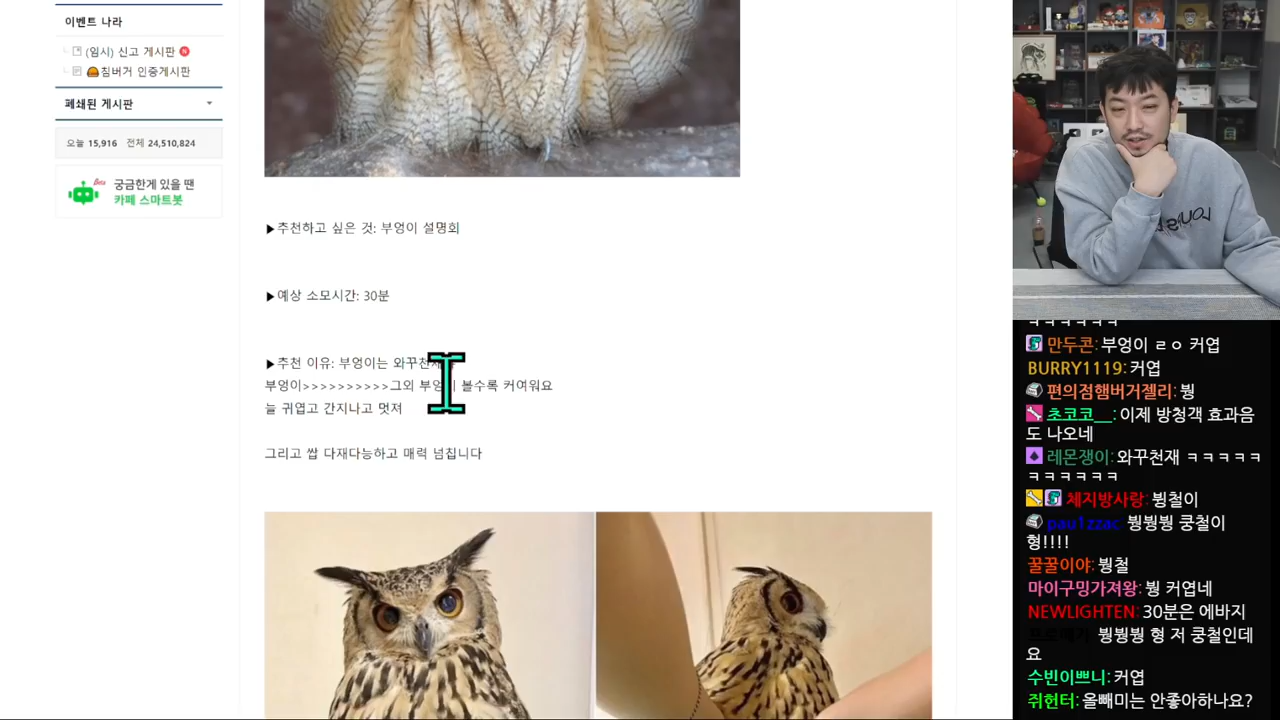 이벤트 나라
(임시) 신고 게시판 N
침버거 인증게시판
폐쇄된 게시판
오늘 15,916 전체 24,510,824
Beta
궁금한게 있을 땐
카페 스마트봇
▶추천하고 싶은 것: 부엉이 설명회
▶예상 소모시간: 30분
▶추천 이유: 부엉이는 와꾸천재
부엉이>>>>>>>>>>그외 부엉이 볼수록 커여워요
늘 귀엽고 간지나고 멋져
그리고 쌉 다재다능하고 매력 넘칩니다
ㅋㅋㅋㅋㅋㅋ
만두콘: 부엉이 ㄹㅇ 커엽
BURRY1119: 커엽
편의점햄버거젤리: 뷩
초코코__: 이제 방청객 효과음
도 나오네
레몬쟁이: 와꾸천재 ㅋㅋㅋㅋㅋ
ㅋㅋㅋㅋㅋㅋ
체지방사랑: 뷩철이
pau1zzac: 뷩뷩뷩 쿵철이
형!!!!
꿀꿀이야: 뷩철
마이구밍가져왕: 뷩 커엽네
NEWLIGHTEN: 30분은 에바지
뷩뷩뷩 형 저 쿵철인데
요
수빈이쁘니: 커엽
쥐헌터: 올빼미는 안좋아하나요?